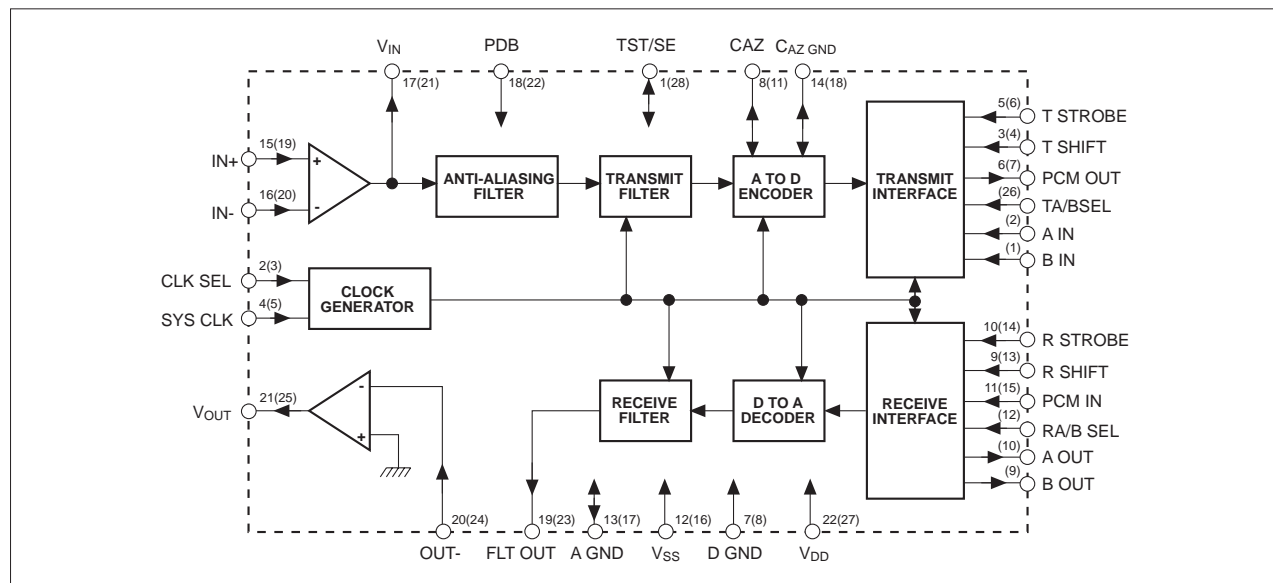 VIN
PDB
TST/SE
CAZ
CAZ GND
17(21)
18(22)
1(28)
8(11)
14(18)
IN+
15(19)
+
IN-
16(20)
-
ANTI-ALIASING
FILTER
TRANSMIT
FILTER
A TO D
ENCODER
TRANSMIT
INTERFACE
5(6)
T STROBE
3(4)
T SHIFT
6(7)
PCM OUT
(26)
TA/BSEL
(2)
A IN
(1)
B IN
CLK SEL
2(3)
SYS CLK
4(5)
CLOCK
GENERATOR
VOUT
21(25)
-
+
RECEIVE
FILTER
D TO A
DECODER
RECEIVE
INTERFACE
10(14)
R STROBE
9(13)
R SHIFT
11(15)
PCM IN
(12)
RA/B SEL
(10)
A OUT
(9)
B OUT
20(24)
19(23)
13(17)
12(16)
7(8)
22(27)
OUT-
FLT OUT
A GND
VSS
D GND
VDD